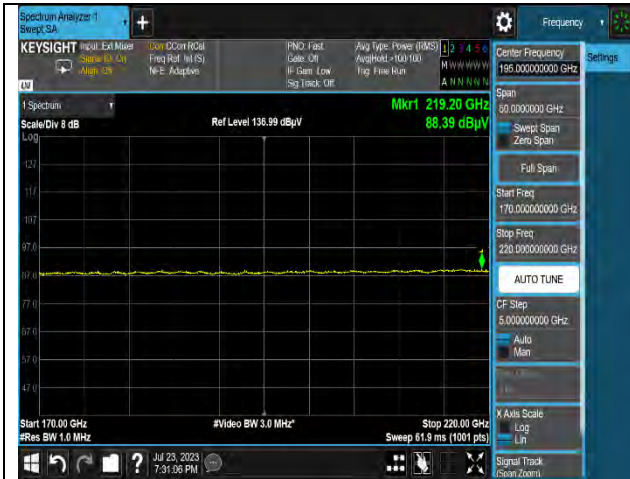 Spectrum Analyzer 1
Swept SA
Frequency
KEYSIGHT
Input: Ext Mixer
Signal ID: On
Align: Off
Corr CCorr RCal
Freq Ref: Int (S)
NFE: Adaptive
PNO: Fast
Gate: Off
IF Gain: Low
Sig Track: Off
Avg Type: Power (RMS)
Avg|Hold:>100/100
Trig: Free Run
1 2 3 4 5 6
M W W W W W
A N N N N N
LXI
1 Spectrum
Scale/Div 8 dB
Log
Ref Level 136.99 dBµV
Mkr1 219.20 GHz
88.39 dBµV
127
117
107
97.0
87.0
77.0
67.0
57.0
47.0
1
Start 170.00 GHz
#Res BW 1.0 MHz
#Video BW 3.0 MHz*
Stop 220.00 GHz
Sweep 61.9 ms (1001 pts)
Center Frequency
195.000000000 GHz
Settings
Span
50.0000000 GHz
Swept Span
Zero Span
Full Span
Start Freq
170.000000000 GHz
Stop Freq
220.000000000 GHz
AUTO TUNE
CF Step
5.000000000 GHz
Auto
Man
X Axis Scale
Log
Lin
Signal Track
(Span Zoom)
?
Jul 23, 2023
7:31:06 PM